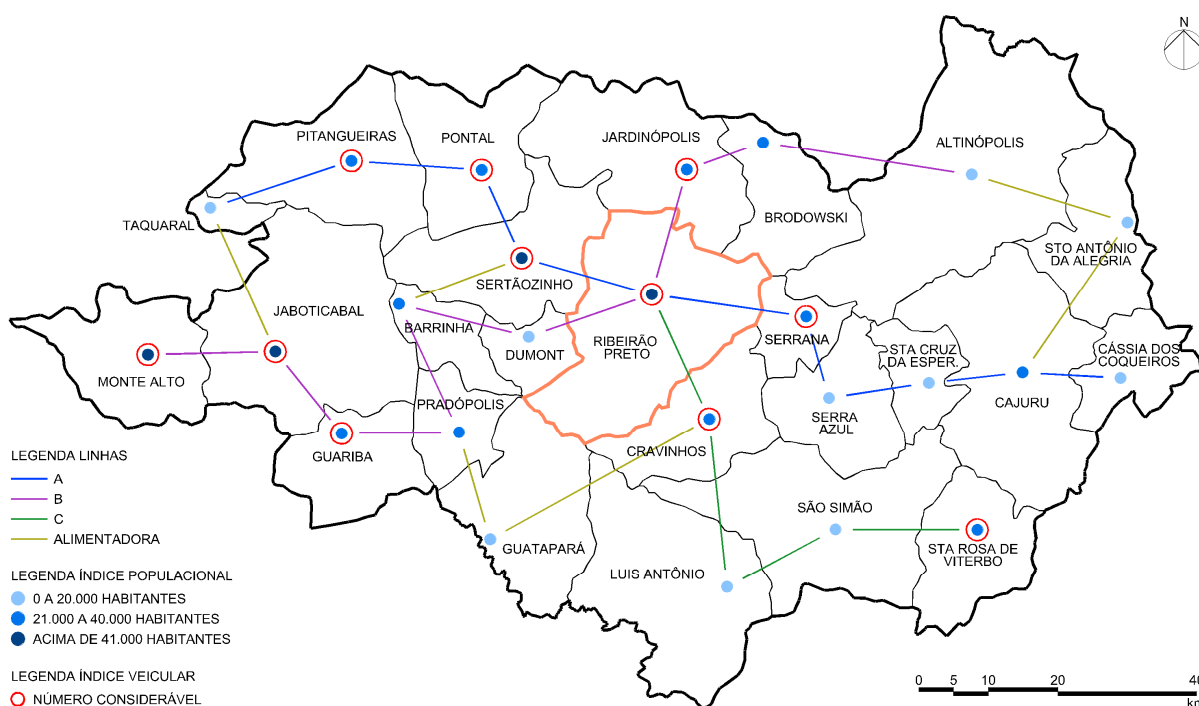 N
PITANGUEIRAS
PONTAL
JARDINÓPOLIS
ALTINÓPOLIS
BRODOWSKI
TAQUARAL
STO ANTÔNIO
DA ALEGRIA
SERTÃOZINHO
JABOTICABAL
BARRINHA
DUMONT
RIBEIRÃO
PRETO
SERRANA
STA CRUZ
DA ESPER.
CÁSSIA DOS
COQUEIROS
MONTE ALTO
PRADÓPOLIS
SERRA
AZUL
CAJURU
GUARIBA
CRAVINHOS
LEGENDA LINHAS
A
B
C
ALIMENTADORA
SÃO SIMÃO
GUATAPARÁ
STA ROSA DE
VITERBO
LUIS ANTÔNIO
LEGENDA ÍNDICE POPULACIONAL
0 A 20.000 HABITANTES
21.000 A 40.000 HABITANTES
ACIMA DE 41.000 HABITANTES
LEGENDA ÍNDICE VEICULAR
NÚMERO CONSIDERÁVEL
0 5 10 20 40
km